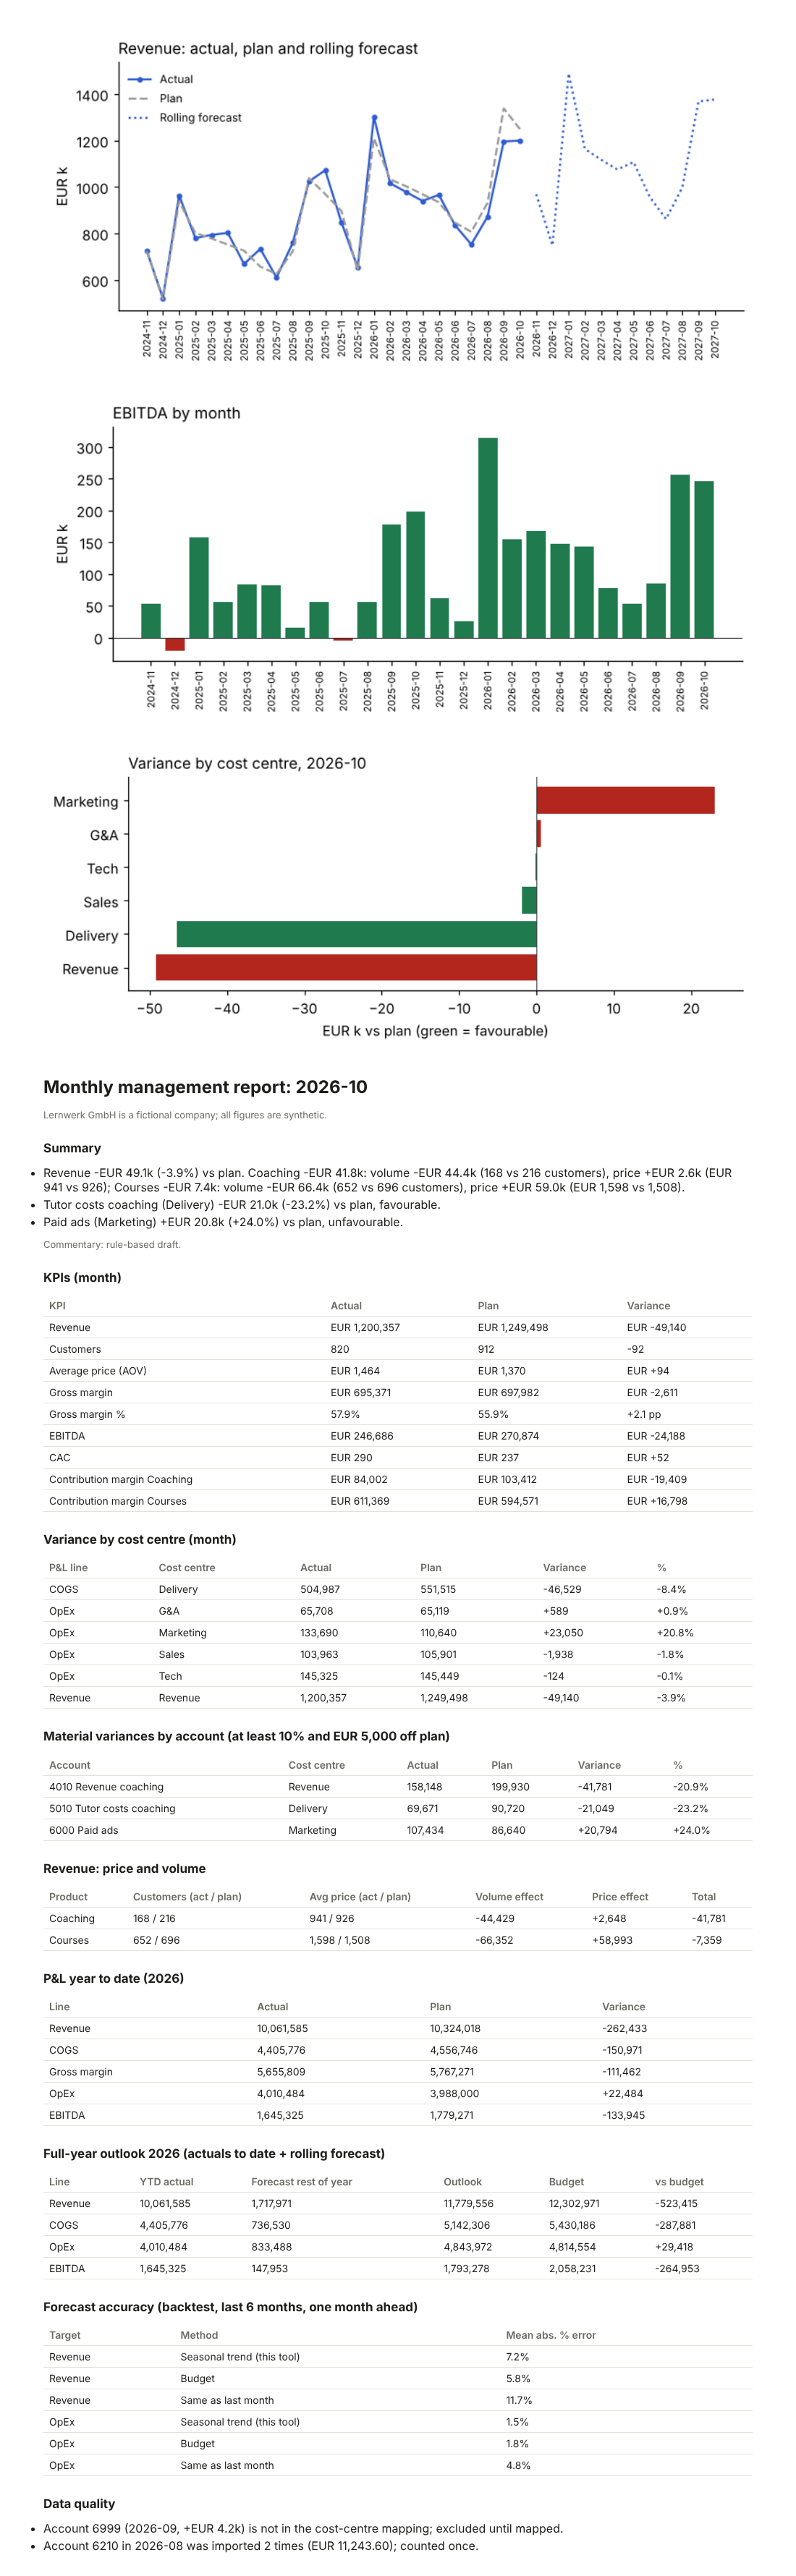 Revenue: actual, plan and rolling forecast
Actual
Plan
Rolling forecast
EUR k
1400
1200
1000
800
600
2024-11 2024-12 2025-01 2025-02 2025-03 2025-04 2025-05 2025-06 2025-07 2025-08 2025-09 2025-10 2025-11 2025-12 2026-01 2026-02 2026-03 2026-04 2026-05 2026-06 2026-07 2026-08 2026-09 2026-10 2026-11 2026-12 2027-01 2027-02 2027-03 2027-04 2027-05 2027-06 2027-07 2027-08 2027-09 2027-10
EBITDA by month
EUR k
300
250
200
150
100
50
0
2024-11 2024-12 2025-01 2025-02 2025-03 2025-04 2025-05 2025-06 2025-07 2025-08 2025-09 2025-10 2025-11 2025-12 2026-01 2026-02 2026-03 2026-04 2026-05 2026-06 2026-07 2026-08 2026-09 2026-10
Variance by cost centre, 2026-10
Marketing
G&A
Tech
Sales
Delivery
Revenue
−50 −40 −30 −20 −10 0 10 20
EUR k vs plan (green = favourable)
Monthly management report: 2026-10
Lernwerk GmbH is a fictional company; all figures are synthetic.
Summary
• Revenue -EUR 49.1k (-3.9%) vs plan. Coaching -EUR 41.8k: volume -EUR 44.4k (168 vs 216 customers), price +EUR 2.6k (EUR
941 vs 926); Courses -EUR 7.4k: volume -EUR 66.4k (652 vs 696 customers), price +EUR 59.0k (EUR 1,598 vs 1,508).
• Tutor costs coaching (Delivery) -EUR 21.0k (-23.2%) vs plan, favourable.
• Paid ads (Marketing) +EUR 20.8k (+24.0%) vs plan, unfavourable.
Commentary: rule-based draft.
KPIs (month)
KPI Actual Plan Variance
Revenue EUR 1,200,357 EUR 1,249,498 EUR -49,140
Customers 820 912 -92
Average price (AOV) EUR 1,464 EUR 1,370 EUR +94
Gross margin EUR 695,371 EUR 697,982 EUR -2,611
Gross margin % 57.9% 55.9% +2.1 pp
EBITDA EUR 246,686 EUR 270,874 EUR -24,188
CAC EUR 290 EUR 237 EUR +52
Contribution margin Coaching EUR 84,002 EUR 103,412 EUR -19,409
Contribution margin Courses EUR 611,369 EUR 594,571 EUR +16,798
Variance by cost centre (month)
P&L line Cost centre Actual Plan Variance %
COGS Delivery 504,987 551,515 -46,529 -8.4%
OpEx G&A 65,708 65,119 +589 +0.9%
OpEx Marketing 133,690 110,640 +23,050 +20.8%
OpEx Sales 103,963 105,901 -1,938 -1.8%
OpEx Tech 145,325 145,449 -124 -0.1%
Revenue Revenue 1,200,357 1,249,498 -49,140 -3.9%
Material variances by account (at least 10% and EUR 5,000 off plan)
Account Cost centre Actual Plan Variance %
4010 Revenue coaching Revenue 158,148 199,930 -41,781 -20.9%
5010 Tutor costs coaching Delivery 69,671 90,720 -21,049 -23.2%
6000 Paid ads Marketing 107,434 86,640 +20,794 +24.0%
Revenue: price and volume
Product Customers (act / plan) Avg price (act / plan) Volume effect Price effect Total
Coaching 168 / 216 941 / 926 -44,429 +2,648 -41,781
Courses 652 / 696 1,598 / 1,508 -66,352 +58,993 -7,359
P&L year to date (2026)
Line Actual Plan Variance
Revenue 10,061,585 10,324,018 -262,433
COGS 4,405,776 4,556,746 -150,971
Gross margin 5,655,809 5,767,271 -111,462
OpEx 4,010,484 3,988,000 +22,484
EBITDA 1,645,325 1,779,271 -133,945
Full-year outlook 2026 (actuals to date + rolling forecast)
Line YTD actual Forecast rest of year Outlook Budget vs budget
Revenue 10,061,585 1,717,971 11,779,556 12,302,971 -523,415
COGS 4,405,776 736,530 5,142,306 5,430,186 -287,881
OpEx 4,010,484 833,488 4,843,972 4,814,554 +29,418
EBITDA 1,645,325 147,953 1,793,278 2,058,231 -264,953
Forecast accuracy (backtest, last 6 months, one month ahead)
Target Method Mean abs. % error
Revenue Seasonal trend (this tool) 7.2%
Revenue Budget 5.8%
Revenue Same as last month 11.7%
OpEx Seasonal trend (this tool) 1.5%
OpEx Budget 1.8%
OpEx Same as last month 4.8%
Data quality
• Account 6999 (2026-09, +EUR 4.2k) is not in the cost-centre mapping; excluded until mapped.
• Account 6210 in 2026-08 was imported 2 times (EUR 11,243.60); counted once.